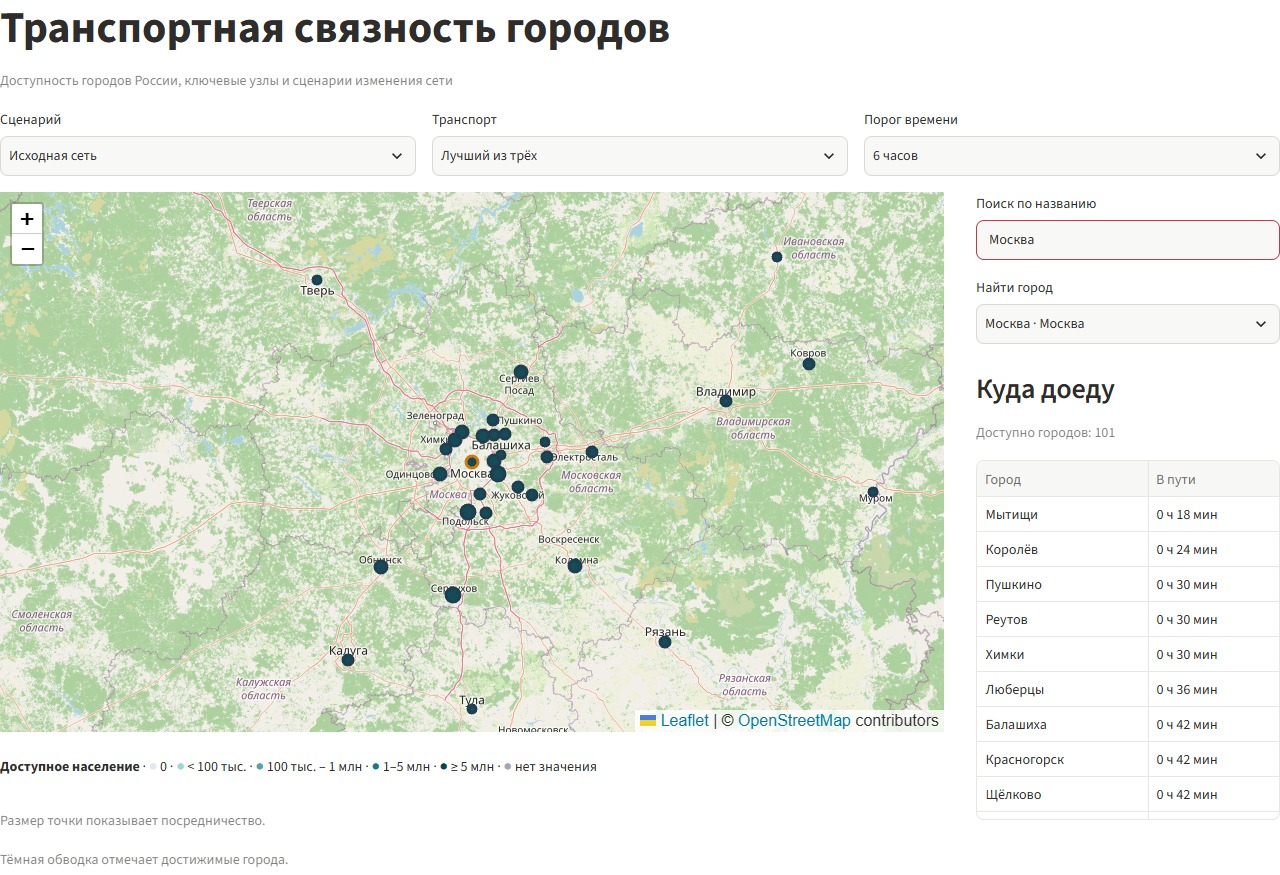 Транспортная связность городов
Доступность городов России, ключевые узлы и сценарии изменения сети
Сценарий
Транспорт
Порог времени
Исходная сеть
Лучший из трёх
6 часов
+
−
Тверская
область
Ивановская
область
Тверь
Ковров
Сергиев
Посад
Владимир
Владимирская
область
Зеленоград
Пушкино
Химки
Балашиха
Электросталь
Одинцово
Москва
Московская
область
Москва
Жуковский
Муром
Подольск
Воскресенск
Обнинск
Коломна
Серпухов
Смоленская
область
Рязань
Калуга
Калужская
область
Рязанская
область
Тула
Новомосковск
Leaflet | © OpenStreetMap contributors
Поиск по названию
Москва
Найти город
Москва · Москва
Куда доеду
Доступно городов: 101
Город В пути
Мытищи 0 ч 18 мин
Королёв 0 ч 24 мин
Пушкино 0 ч 30 мин
Реутов 0 ч 30 мин
Химки 0 ч 30 мин
Люберцы 0 ч 36 мин
Балашиха 0 ч 42 мин
Красногорск 0 ч 42 мин
Щёлково 0 ч 42 мин
Доступное население · 0 · < 100 тыс. · 100 тыс. – 1 млн · 1–5 млн · ≥ 5 млн · нет значения
Размер точки показывает посредничество.
Тёмная обводка отмечает достижимые города.